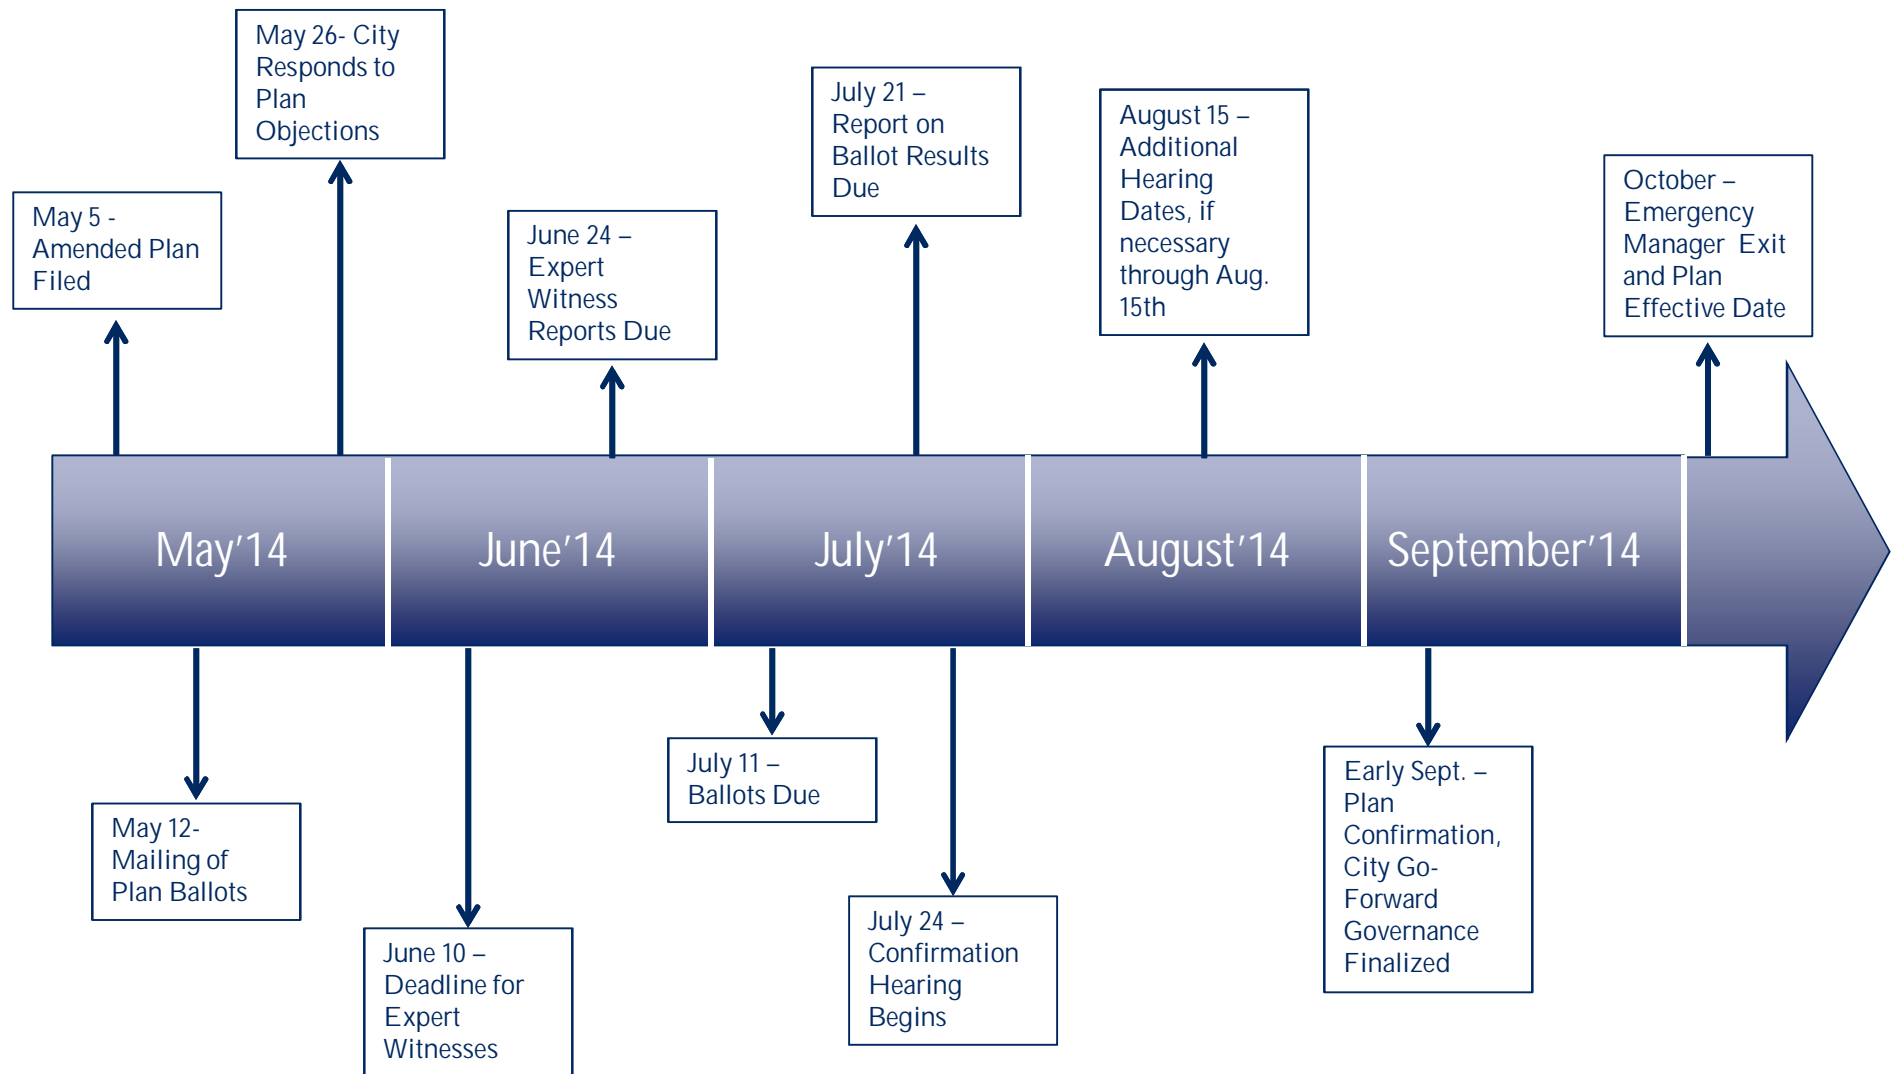 May 26- City
Responds to
Plan
Objections
May 5 -
Amended Plan
Filed
June 24 –
Expert
Witness
Reports Due
July 21 –
Report on
Ballot Results
Due
August 15 –
Additional
Hearing
Dates, if
necessary
through Aug.
15th
October –
Emergency
Manager Exit
and Plan
Effective Date
May'14
June'14
July'14
August'14
September'14
May 12-
Mailing of
Plan Ballots
June 10 –
Deadline for
Expert
Witnesses
July 11 –
Ballots Due
July 24 –
Confirmation
Hearing
Begins
Early Sept. –
Plan
Confirmation,
City Go-
Forward
Governance
Finalized